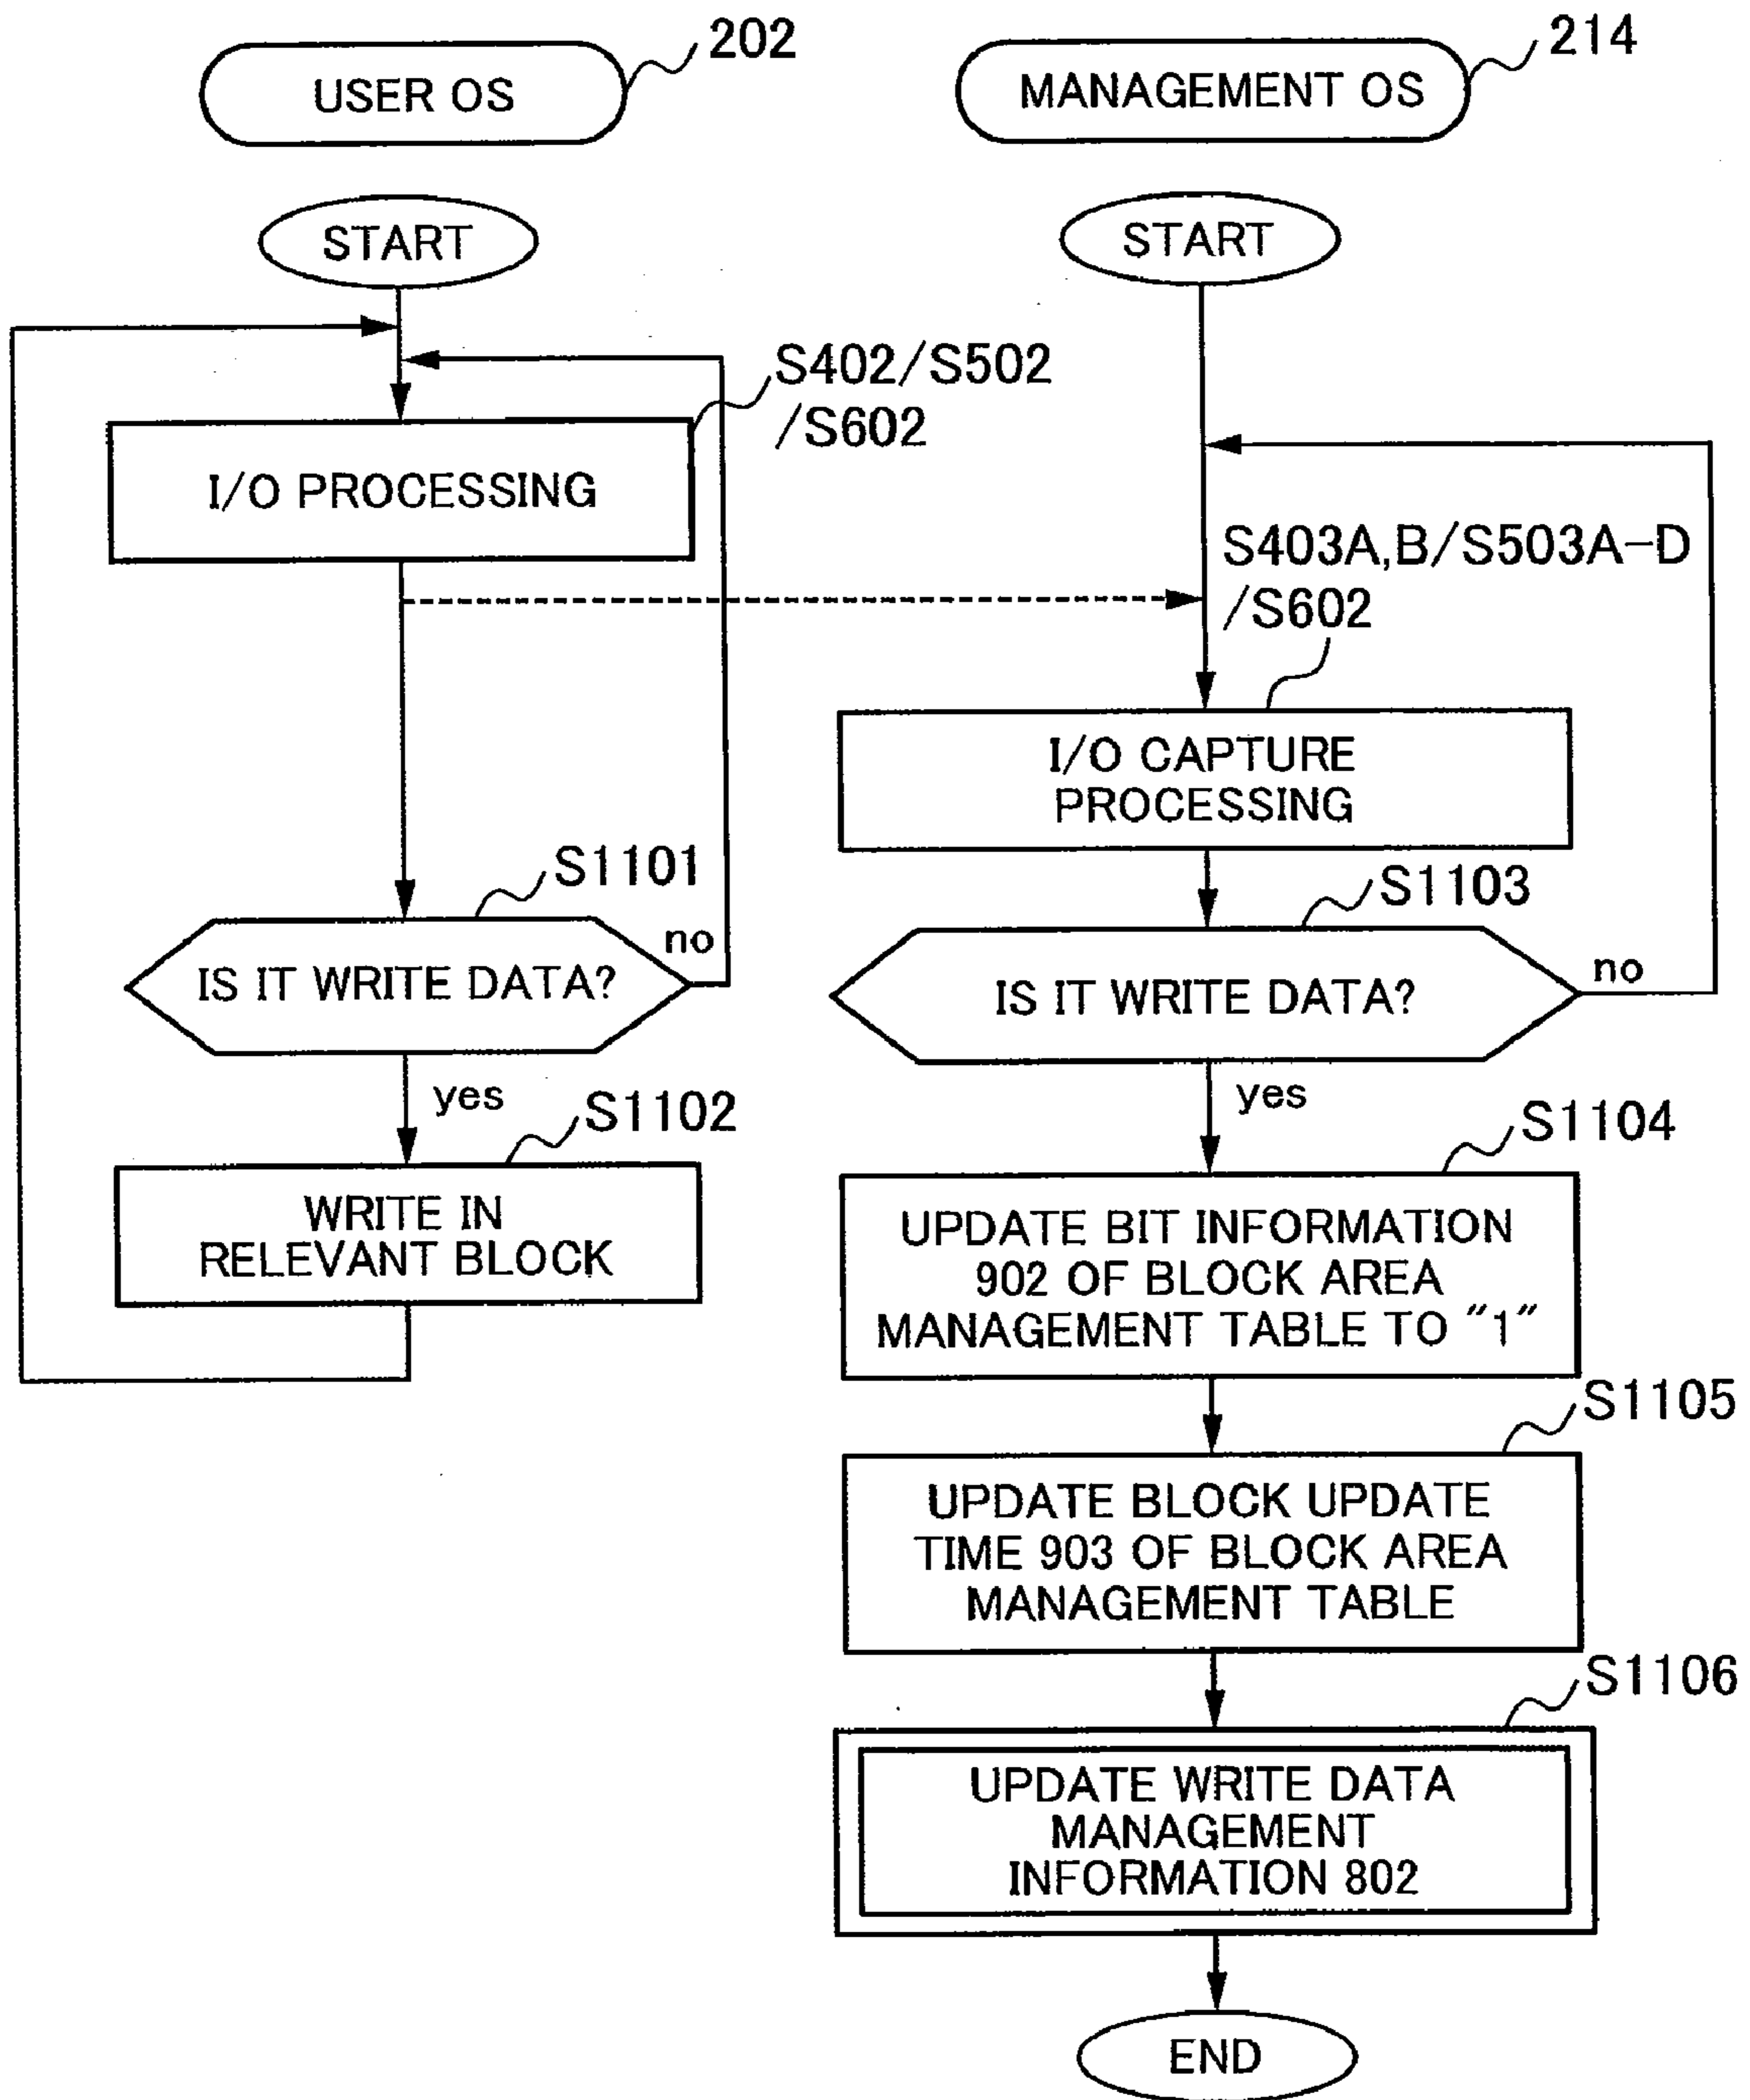 202
USER OS
START
S402/S502
/S602
I/O PROCESSING
S1101
IS IT WRITE DATA?
no
yes
S1102
WRITE IN
RELEVANT BLOCK
214
MANAGEMENT OS
START
S403A,B/S503A-D
/S602
I/O CAPTURE
PROCESSING
S1103
IS IT WRITE DATA?
no
yes
S1104
UPDATE BIT INFORMATION
902 OF BLOCK AREA
MANAGEMENT TABLE TO "1"
S1105
UPDATE BLOCK UPDATE
TIME 903 OF BLOCK AREA
MANAGEMENT TABLE
S1106
UPDATE WRITE DATA
MANAGEMENT
INFORMATION 802
END